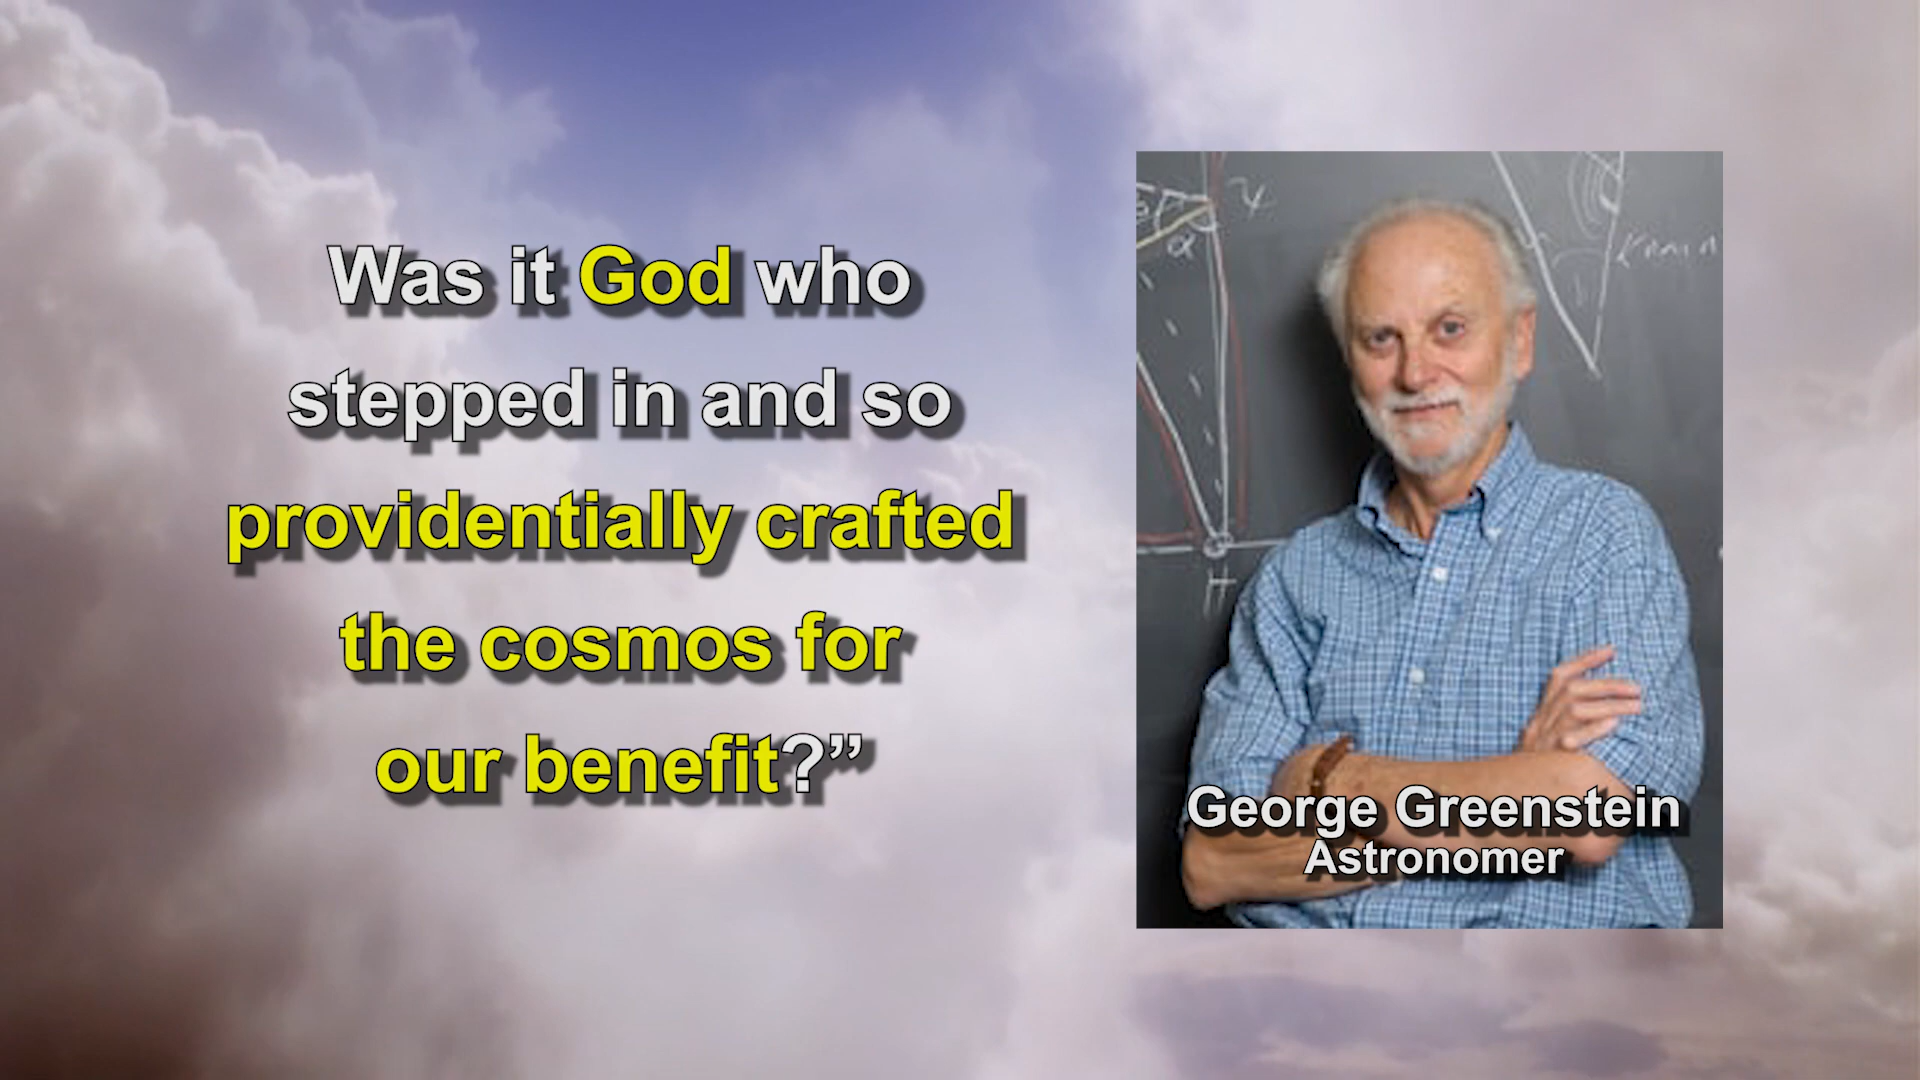 Was it God who
stepped in and so
providentially crafted
the cosmos for
our benefit?”
ψ
α
H
George Greenstein
Astronomer